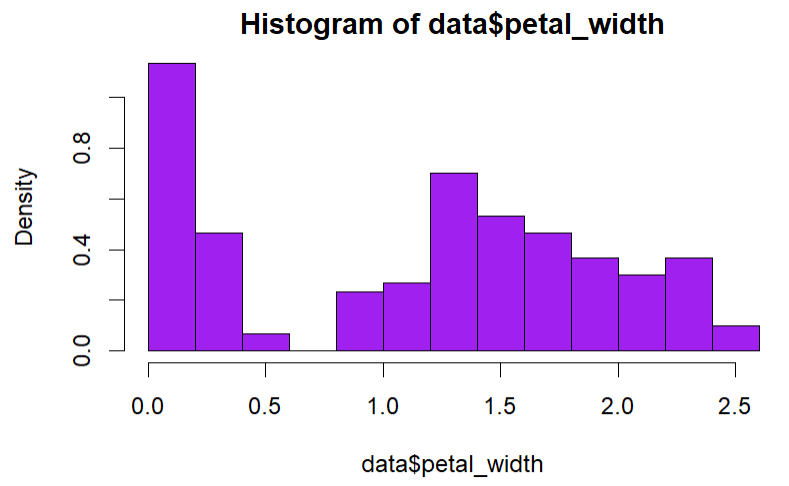 Histogram of data$petal_width
Density
0.8
0.4
0.0
0.0 0.5 1.0 1.5 2.0 2.5
data$petal_width